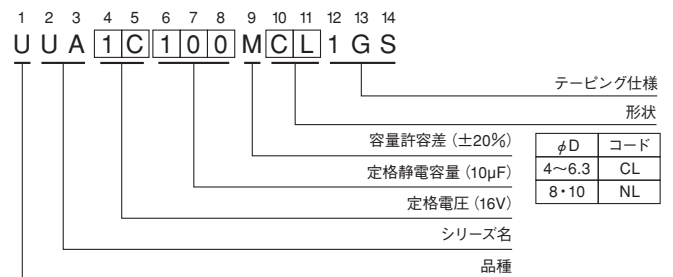 1 2 3 4 5 6 7 8 9 10 11 12 13 14
U U A 1 C 1 0 0 M C L 1 G S
テーピング仕様
形状
容量許容差（±20％）
定格静電容量（10µF）
定格電圧（16V）
シリーズ名
品種
φD コード
4～6.3 CL
8・10 NL